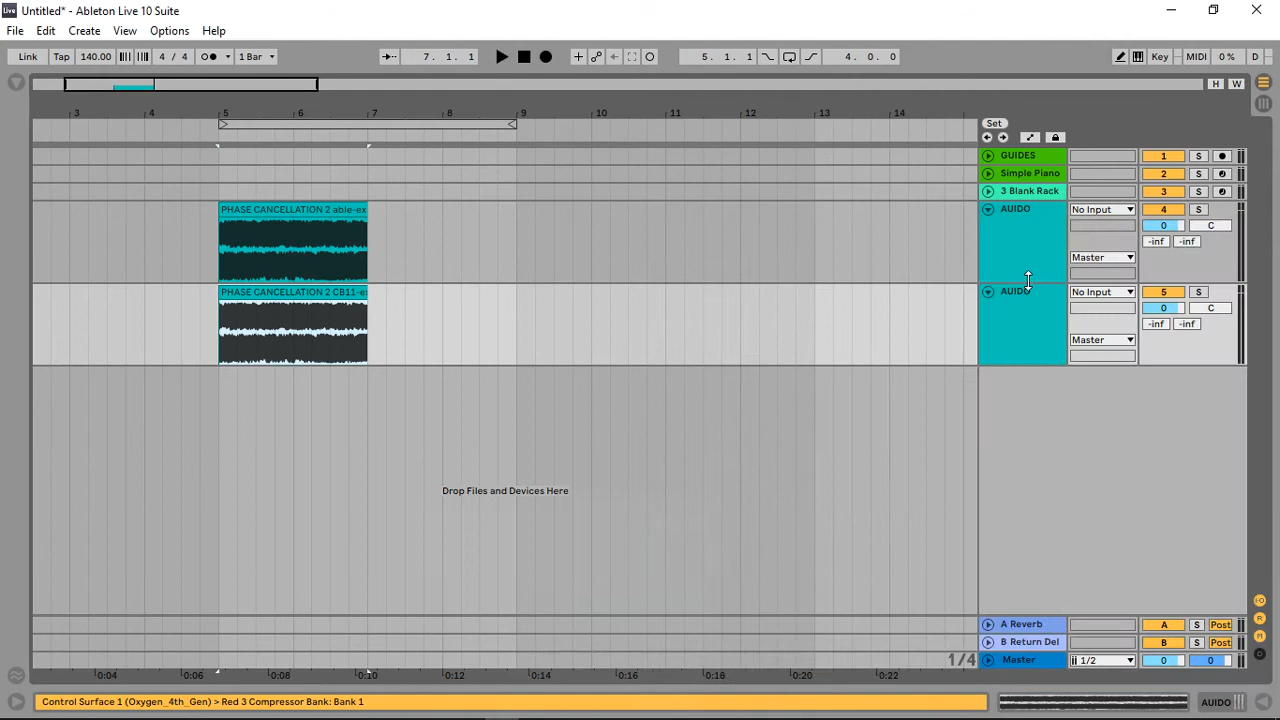 Live Untitled* - Ableton Live 10 Suite
File Edit Create View Options Help
Link Tap 140.00 4 / 4 1 Bar 7. 1. 1 5. 1. 1 4. 0. 0 Key MIDI 0 % D
H W
3 4 5 6 7 8 9 10 11 12 13 14
Set
GUIDES 1 S
Simple Piano 2 S
3 Blank Rack 3 S
PHASE CANCELLATION 2 able-ex AUIDO No Input 4 S
0 C
-inf -inf
Master
PHASE CANCELLATION 2 CB11-ex AUIDO No Input 5 S
0 C
-inf -inf
Master
Drop Files and Devices Here
A Reverb A S Post
B Return Del B S Post
1/4 Master 1/2 0 0
0:04 0:06 0:08 0:10 0:12 0:14 0:16 0:18 0:20 0:22
Control Surface 1 (Oxygen_4th_Gen) > Red 3 Compressor Bank: Bank 1 AUIDO